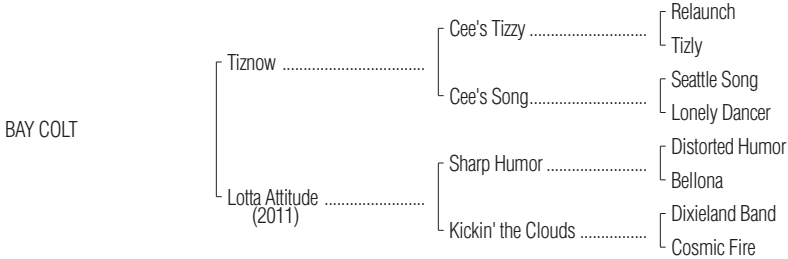 Relaunch
Cee's Tizzy ..........................
Tizly
Tiznow ................................
Seattle Song
Cee's Song..........................
Lonely Dancer
BAY COLT
Distorted Humor
Sharp Humor ......................
Bellona
Lotta Attitude ......................
(2011)
Dixieland Band
Kickin' the Clouds ...............
Cosmic Fire